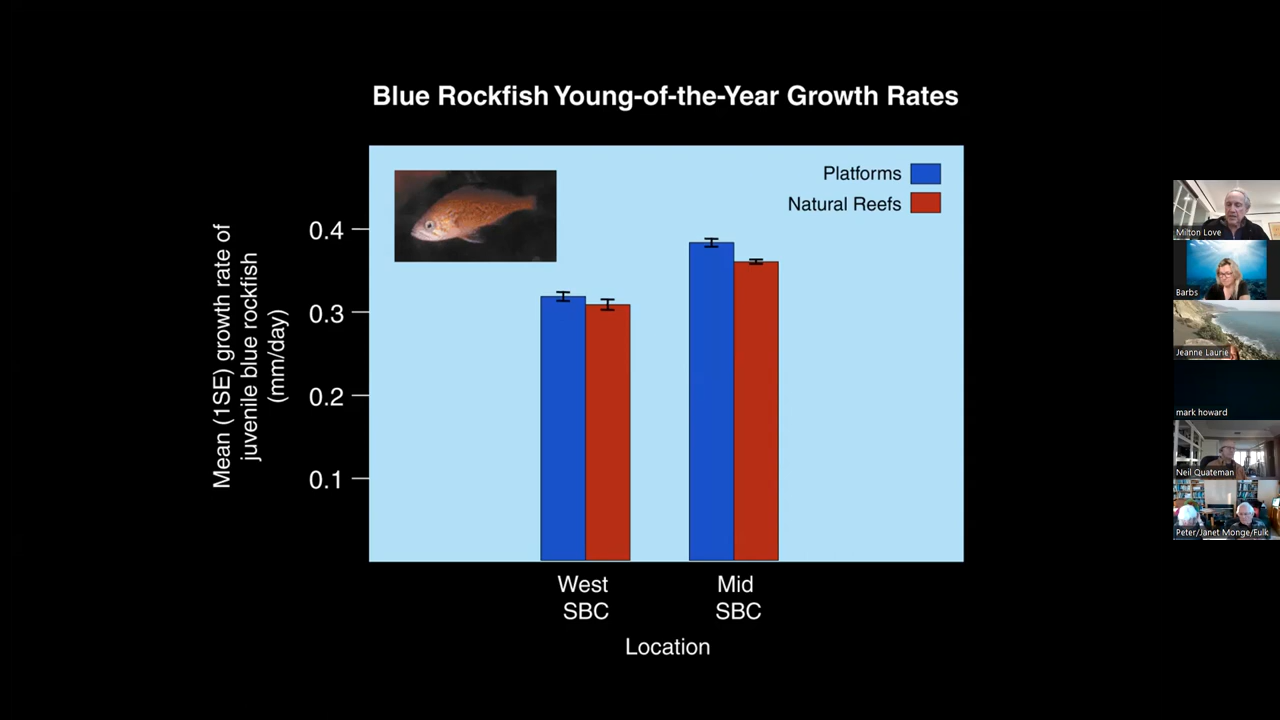 Blue Rockfish Young-of-the-Year Growth Rates
Platforms
Natural Reefs
Mean (1SE) growth rate of
juvenile blue rockfish
(mm/day)
0.4
0.3
0.2
0.1
West
SBC
Mid
SBC
Location
Milton Love
Barbs
Jeanne Laurie
mark howard
Neil Quateman
Peter/Janet Monge/Fulk